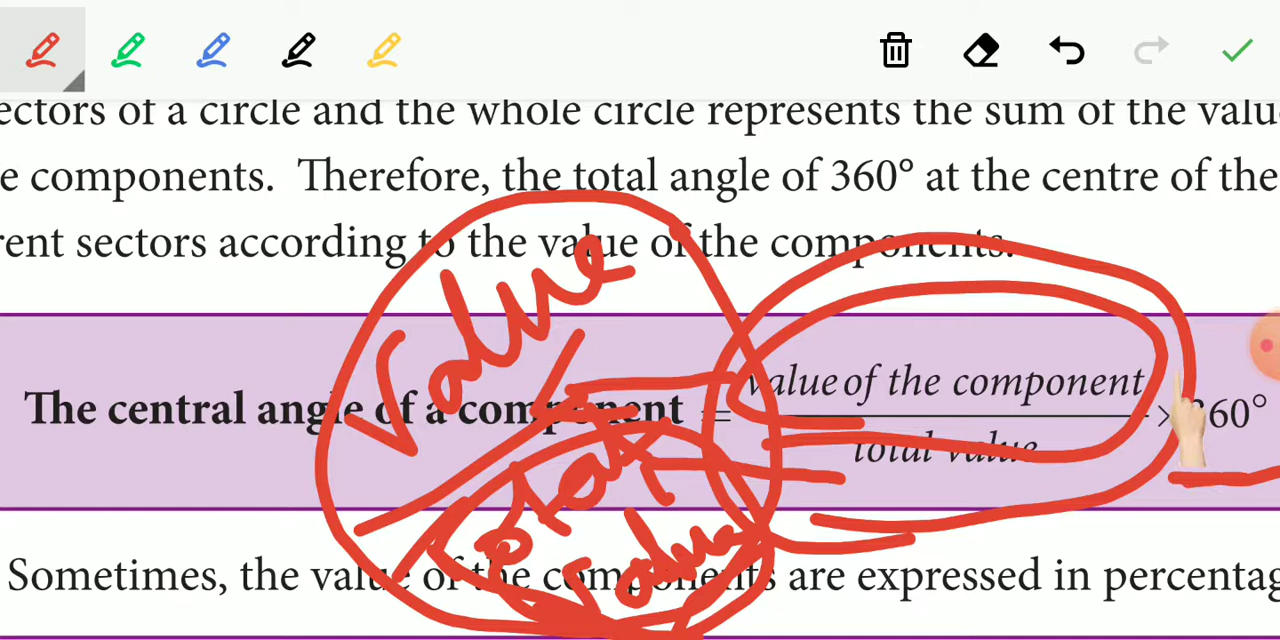 ectors of a circle and the whole circle represents the sum of the valu
e components. Therefore, the total angle of 360° at the centre of the
rent sectors according to the value of the components.
Value
The central angle of a component = value of the component / total value × 360°
Total
Value
Sometimes, the value of the components are expressed in percentag